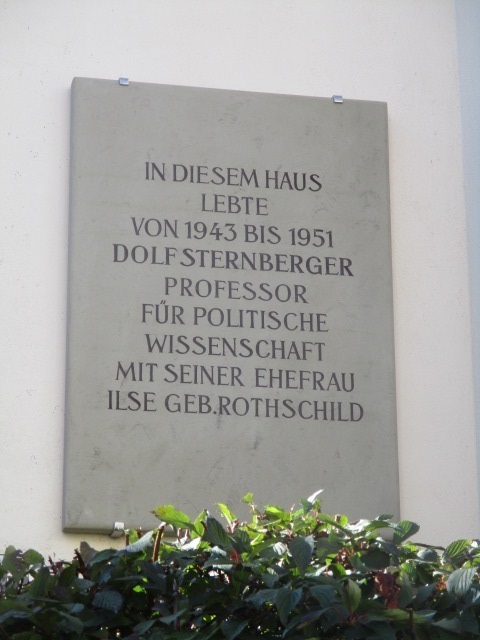 IN DIESEM HAUS
LEBTE
VON 1943 BIS 1951
DOLF STERNBERGER
PROFESSOR
FÜR POLITISCHE
WISSENSCHAFT
MIT SEINER EHEFRAU
ILSE GEB.ROTHSCHILD